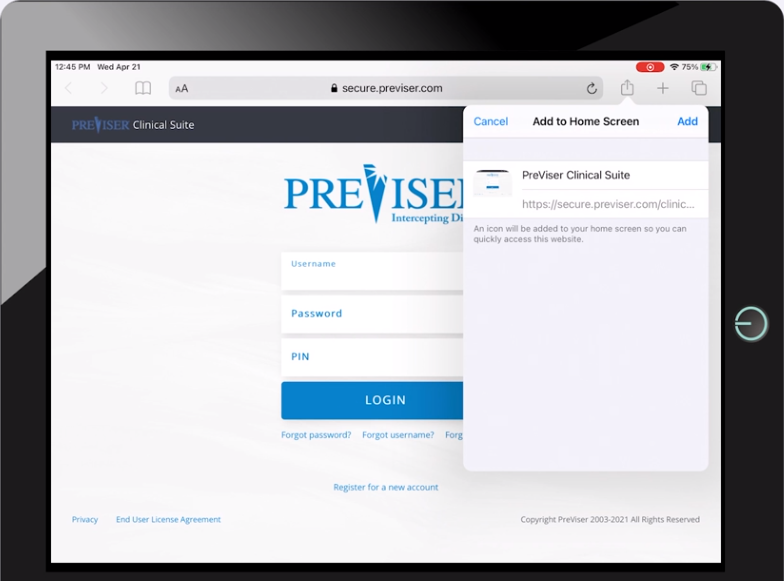 12:45 PM Wed Apr 21
75%
AA
secure.previser.com
PREVISER Clinical Suite
Cancel
Add to Home Screen
Add
PreViser Clinical Suite
https://secure.previser.com/clinic...
An icon will be added to your home screen so you can
quickly access this website.
PREVISE
Intercepting Di
Username
Password
PIN
LOGIN
Forgot password?
Forgot username?
Forg
Register for a new account
Privacy
End User License Agreement
Copyright PreViser 2003-2021 All Rights Reserved